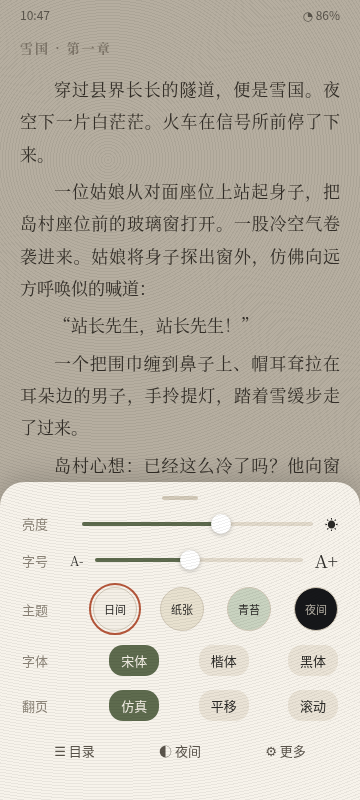 10:47 ◔ 86%
雪国 · 第一章
穿过县界长长的隧道，便是雪国。夜
空下一片白茫茫。火车在信号所前停了下
来。
一位姑娘从对面座位上站起身子，把
岛村座位前的玻璃窗打开。一股冷空气卷
袭进来。姑娘将身子探出窗外，仿佛向远
方呼唤似的喊道：
“站长先生，站长先生！”
一个把围巾缠到鼻子上、帽耳耷拉在
耳朵边的男子，手拎提灯，踏着雪缓步走
了过来。
岛村心想：已经这么冷了吗？他向窗
亮度
字号 A- A+
主题 日间 纸张 青苔 夜间
字体 宋体 楷体 黑体
翻页 仿真 平移 滚动
☰ 目录 ◐ 夜间 ⚙ 更多